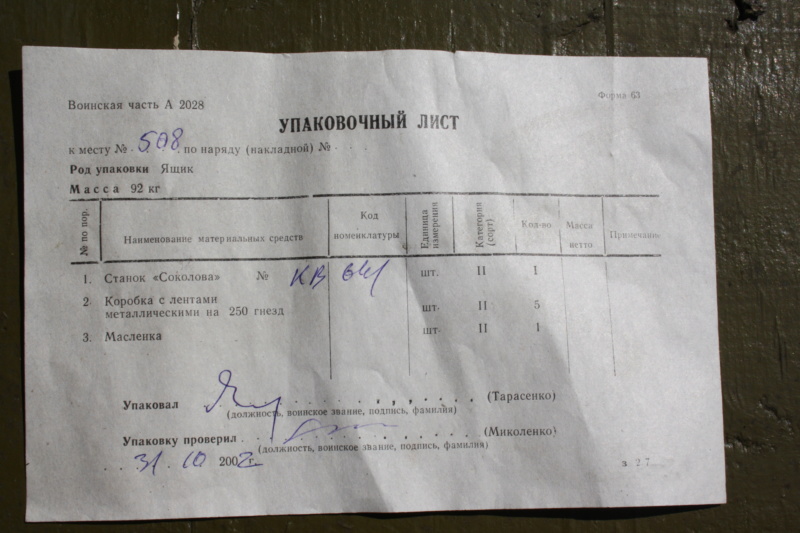 Воинская часть А 2028
Форма 63
УПАКОВОЧНЫЙ ЛИСТ
к месту № 508 по наряду (накладной) № . . .
Род упаковки Ящик
Масса 92 кг
№ по пор. Наименование материальных средств Код номенклатуры Единица измерения Категория (сорт) Кол-во Масса нетто Примечание
1. Станок «Соколова» № КВ шт. II 1
2. Коробка с лентами металлическими на 250 гнезд шт. II 5
3. Масленка шт. II 1
Упаковал (Тарасенко)
(должность, воинское звание, подпись, фамилия)
Упаковку проверил (Миколенко)
(должность, воинское звание, подпись, фамилия)
31.10 2002 г.
з 27